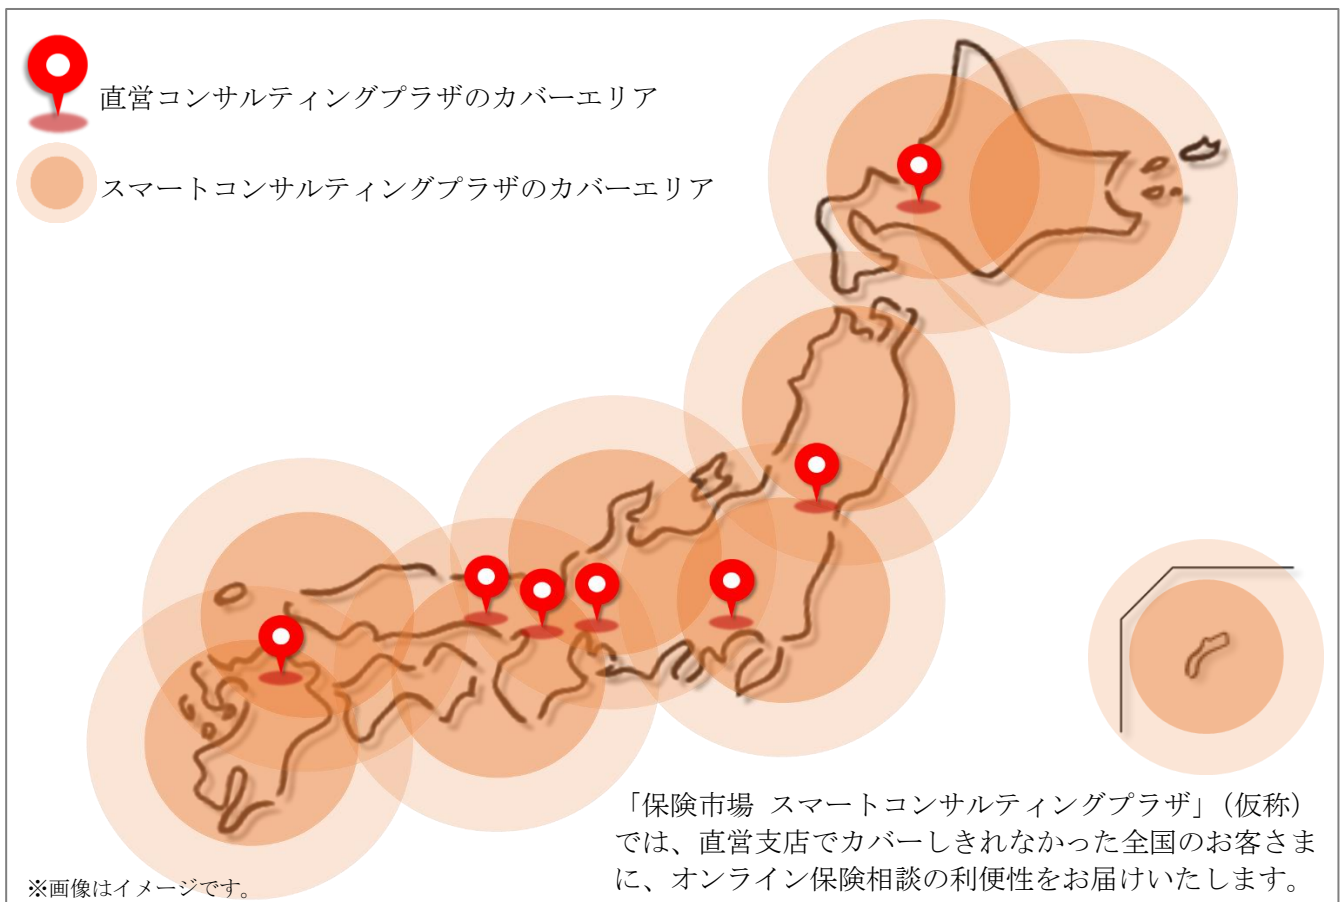 直営コンサルティングプラザのカバーエリア
スマートコンサルティングプラザのカバーエリア
「保険市場 スマートコンサルティングプラザ」（仮称）
では、直営支店でカバーしきれなかった全国のお客さま
に、オンライン保険相談の利便性をお届けいたします。
※画像はイメージです。